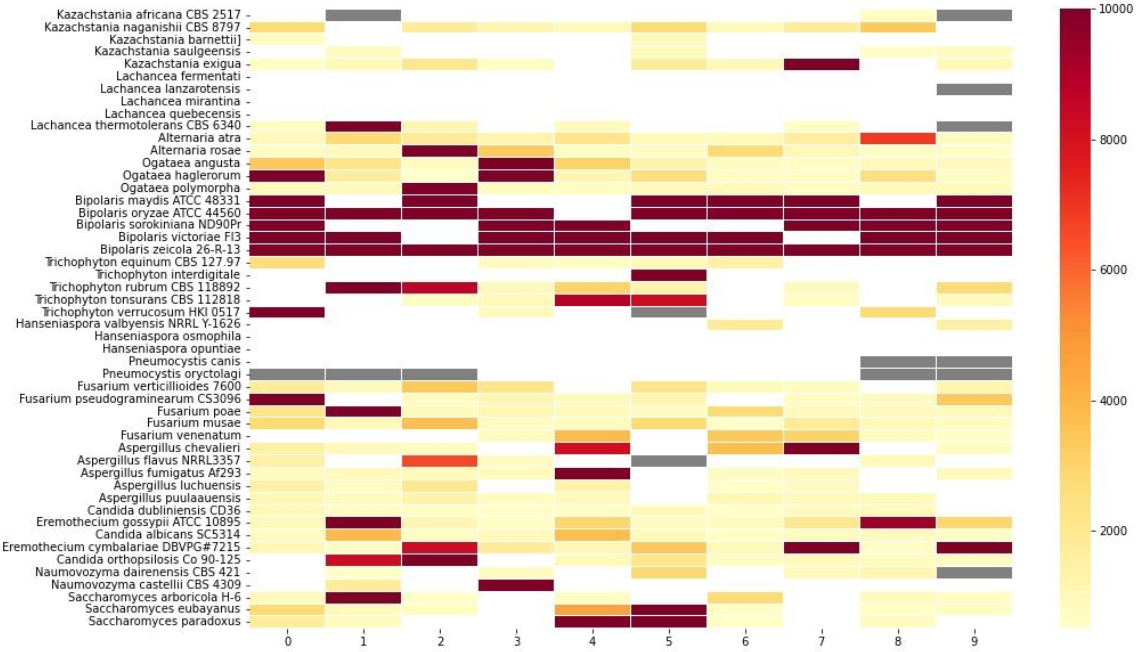 Kazachstania africana CBS 2517
Kazachstania naganishii CBS 8797
Kazachstania barnettii]
Kazachstania saulgeensis
Kazachstania exigua
Lachancea fermentati
Lachancea lanzarotensis
Lachancea mirantina
Lachancea quebecensis
Lachancea thermotolerans CBS 6340
Alternaria atra
Alternaria rosae
Ogataea angusta
Ogataea haglerorum
Ogataea polymorpha
Bipolaris maydis ATCC 48331
Bipolaris oryzae ATCC 44560
Bipolaris sorokiniana ND90Pr
Bipolaris victoriae FI3
Bipolaris zeicola 26-R-13
Trichophyton equinum CBS 127.97
Trichophyton interdigitale
Trichophyton rubrum CBS 118892
Trichophyton tonsurans CBS 112818
Trichophyton verrucosum HKI 0517
Hanseniaspora valbyensis NRRL Y-1626
Hanseniaspora osmophila
Hanseniaspora opuntiae
Pneumocystis canis
Pneumocystis oryctolagi
Fusarium verticillioides 7600
Fusarium pseudograminearum CS3096
Fusarium poae
Fusarium musae
Fusarium venenatum
Aspergillus chevalieri
Aspergillus flavus NRRL3357
Aspergillus fumigatus Af293
Aspergillus luchuensis
Aspergillus puulaauensis
Candida dubliniensis CD36
Eremothecium gossypii ATCC 10895
Candida albicans SC5314
Eremothecium cymbalariae DBVPG#7215
Candida orthopsilosis Co 90-125
Naumovozyma dairenensis CBS 421
Naumovozyma castellii CBS 4309
Saccharomyces arboricola H-6
Saccharomyces eubayanus
Saccharomyces paradoxus
0 1 2 3 4 5 6 7 8 9
10000
8000
6000
4000
2000